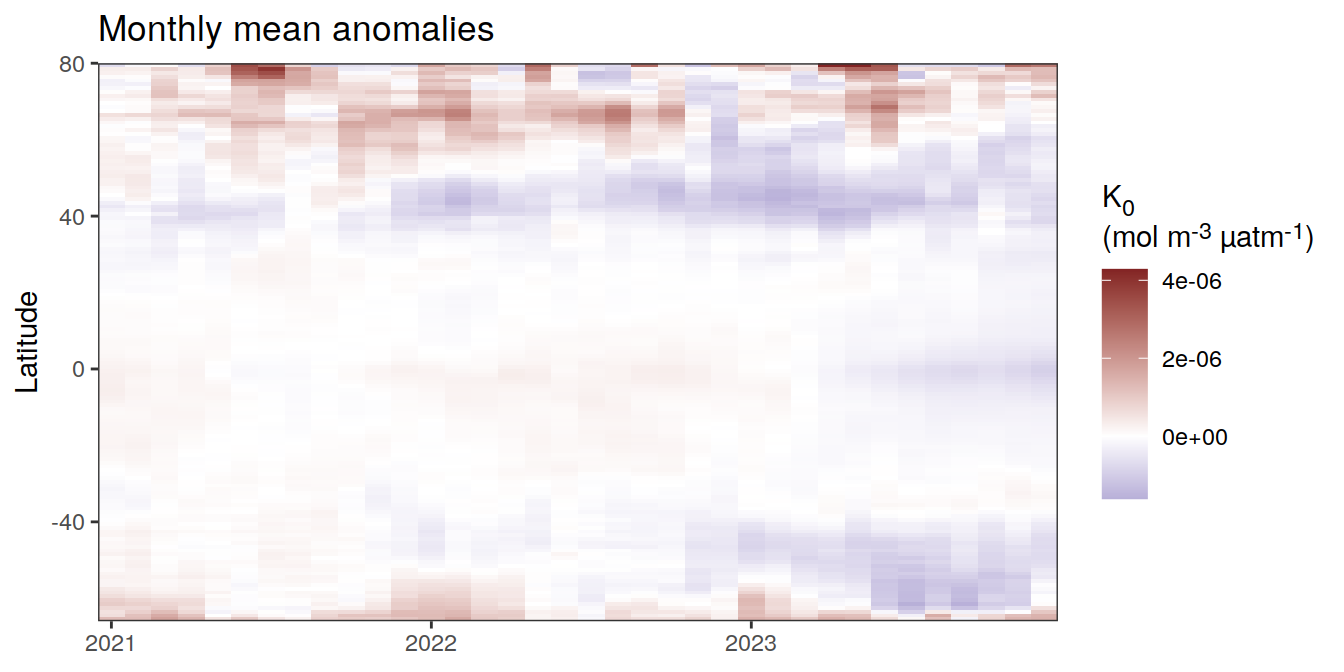 Monthly mean anomalies
80
40
0
-40
Latitude
2021
2022
2023
K0
(mol m-3 µatm-1)
4e-06
2e-06
0e+00